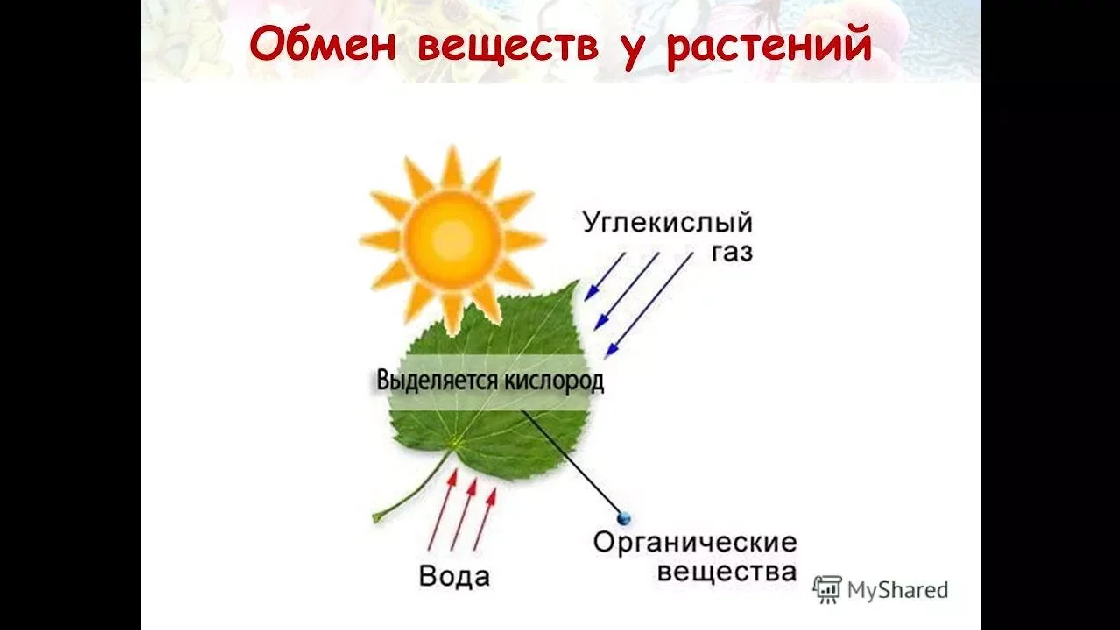 Обмен веществ у растений
Углекислый
газ
Выделяется кислород
Органические
вещества
Вода
MyShared